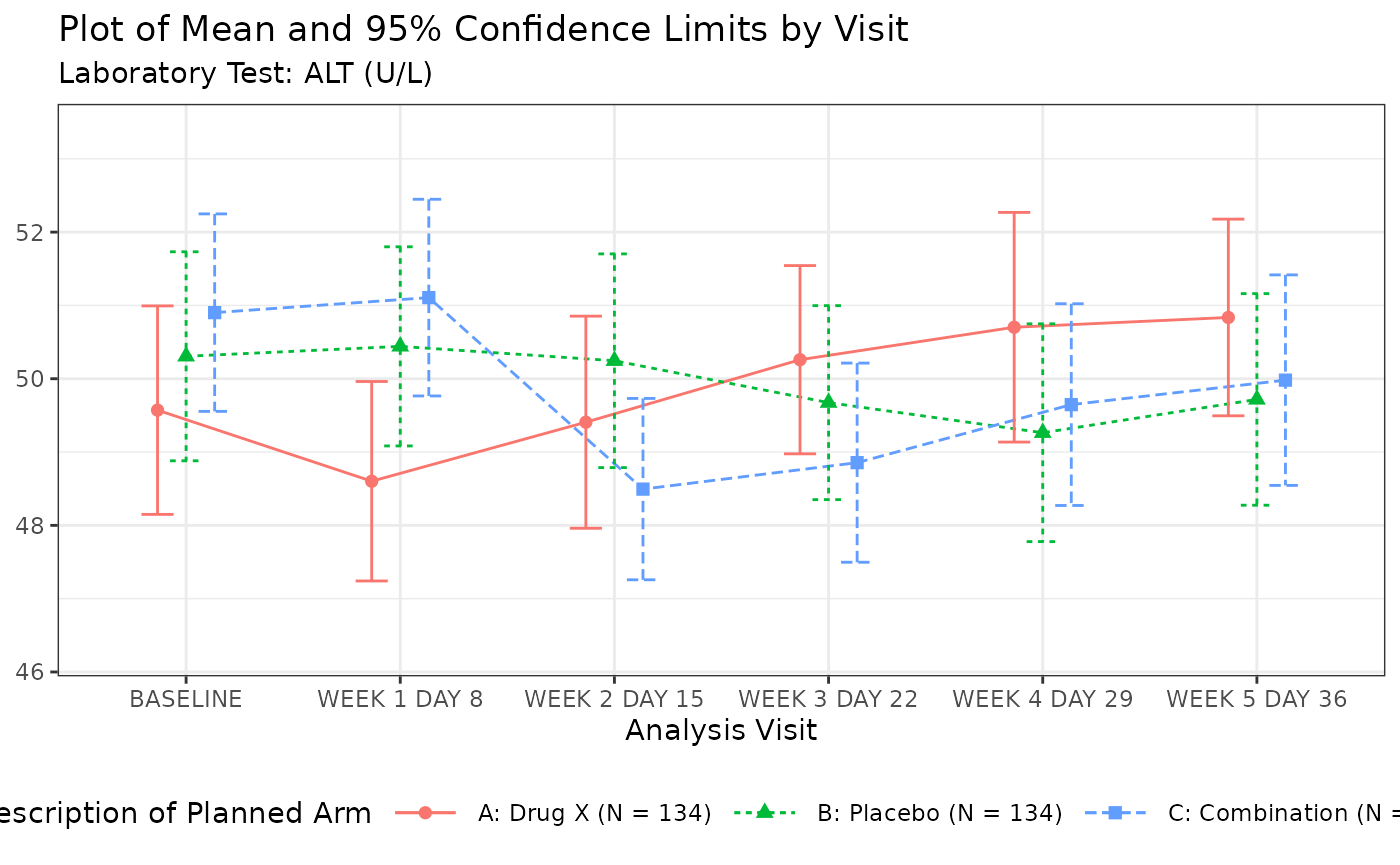 Plot of Mean and 95% Confidence Limits by Visit
Laboratory Test: ALT (U/L)
52
50
48
46
BASELINE WEEK 1 DAY 8 WEEK 2 DAY 15 WEEK 3 DAY 22 WEEK 4 DAY 29 WEEK 5 DAY 36
Analysis Visit
escription of Planned Arm A: Drug X (N = 134) B: Placebo (N = 134) C: Combination (N =